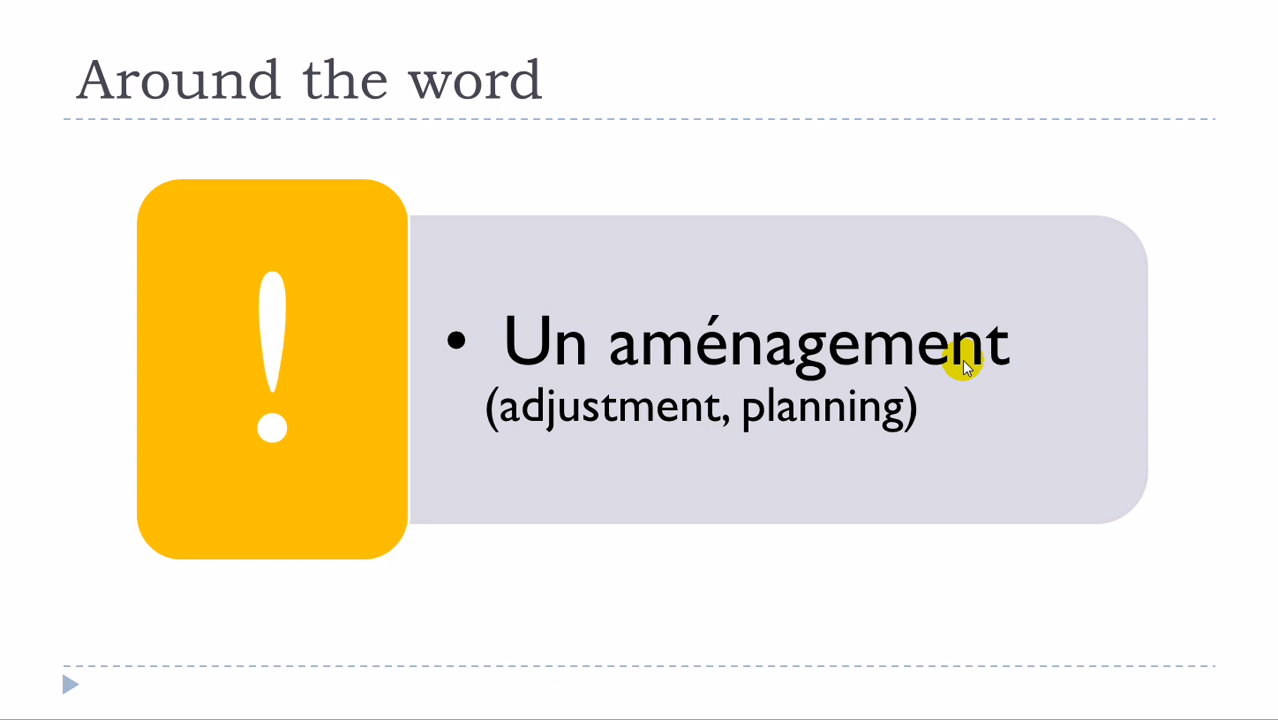 Around the word
!
• Un aménagement
(adjustment, planning)